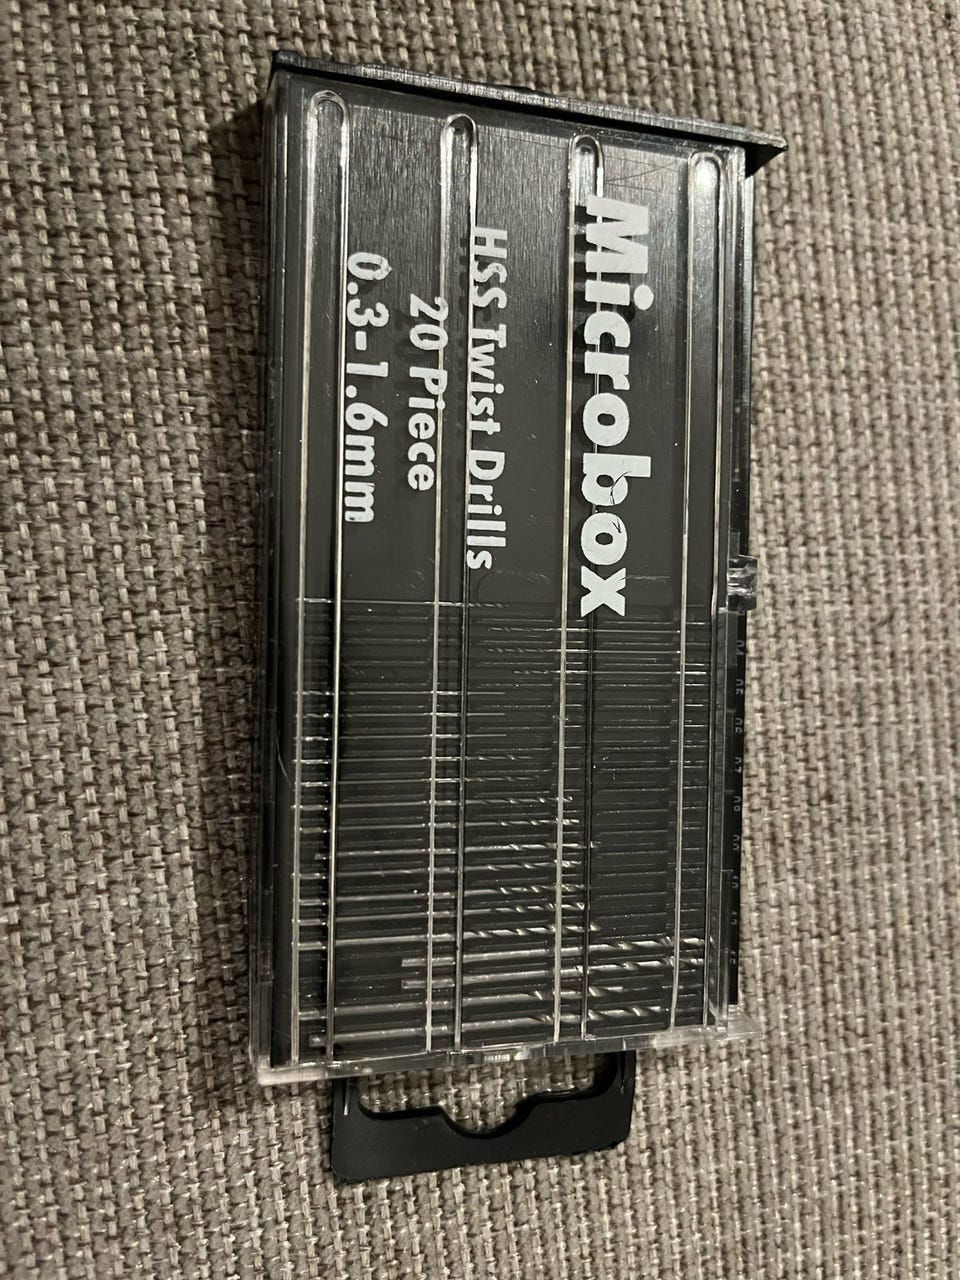 Microbox
HSS Twist Drills
20 Piece
0.3-1.6mm